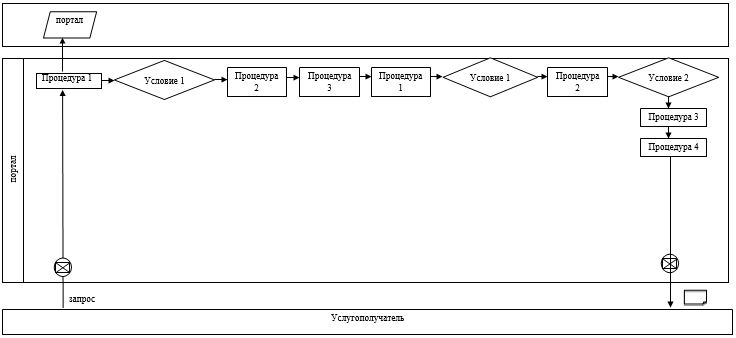 портал
Процедура 1
Условие 1
Процедура
2
Процедура
3
Процедура
1
Условие 1
Процедура
2
Условие 2
Процедура 3
Процедура 4
портал
запрос
Услугополучатель